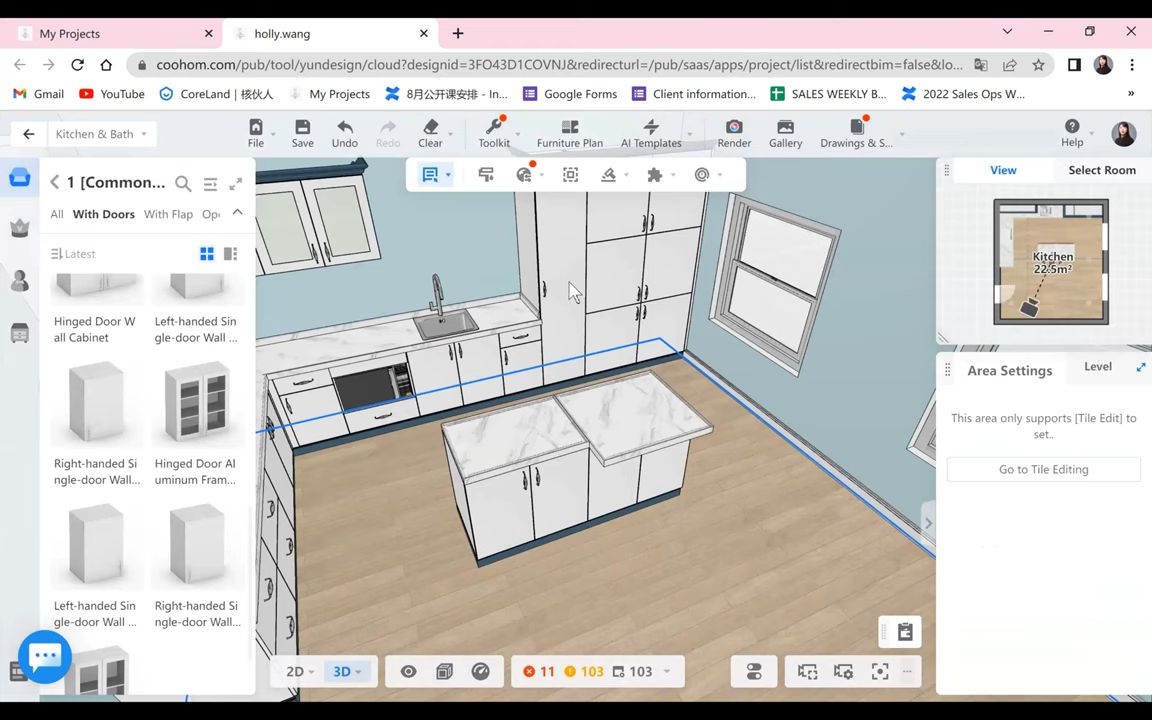 My Projects
holly.wang
coohom.com/pub/tool/yundesign/cloud?designid=3FO43D1COVNJ&redirecturl=/pub/saas/apps/project/list&redirectbim=false&lo...
Gmail YouTube CoreLand | 核伙人 My Projects 8月公开课安排 - In... Google Forms Client informatio... SALES WEEKLY B... 2022 Sales Ops W...
Kitchen & Bath
File Save Undo Redo Clear Toolkit Furniture Plan AI Templates Render Gallery Drawings & S... Help
1 [Common...
All With Doors With Flap Op
Latest
Hinged Door W
all Cabinet
Left-handed Sin
gle-door Wall ...
Right-handed Si
ngle-door Wall...
Hinged Door Al
uminum Fram...
Left-handed Sin
gle-door Wall ...
Right-handed Si
ngle-door Wall...
View Select Room
Kitchen
22.5m²
Area Settings Level
This area only supports [Tile Edit] to
set..
Go to Tile Editing
2D 3D 11 103 103